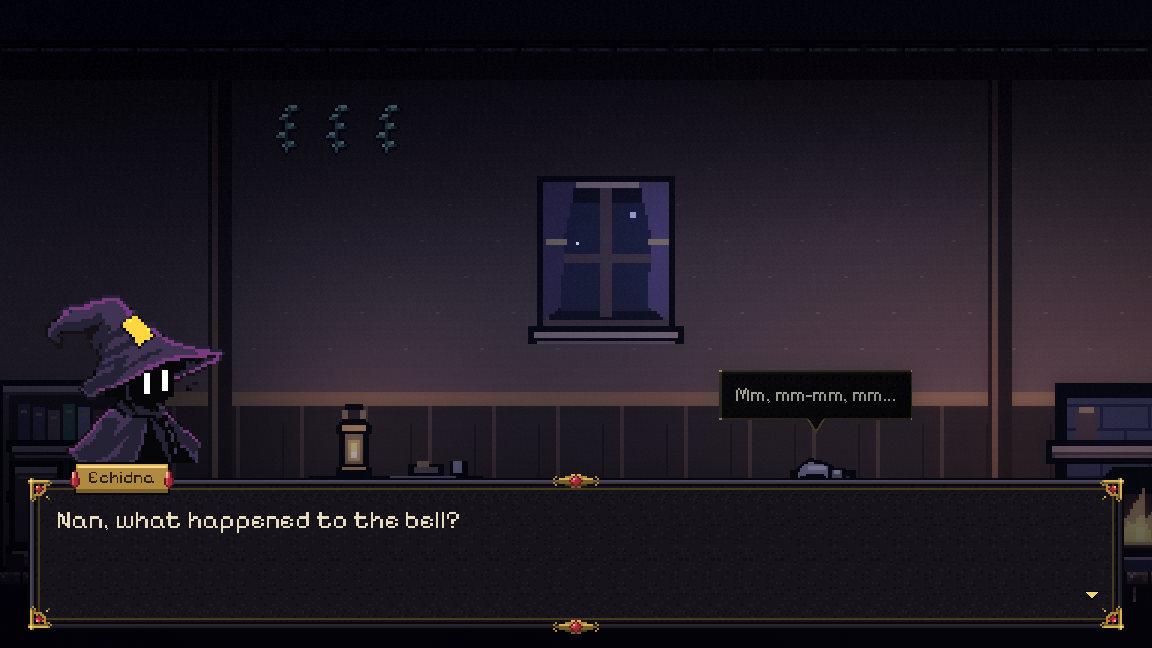 Mm, mm-mm, mm...
Echidna
Nan, what happened to the bell?